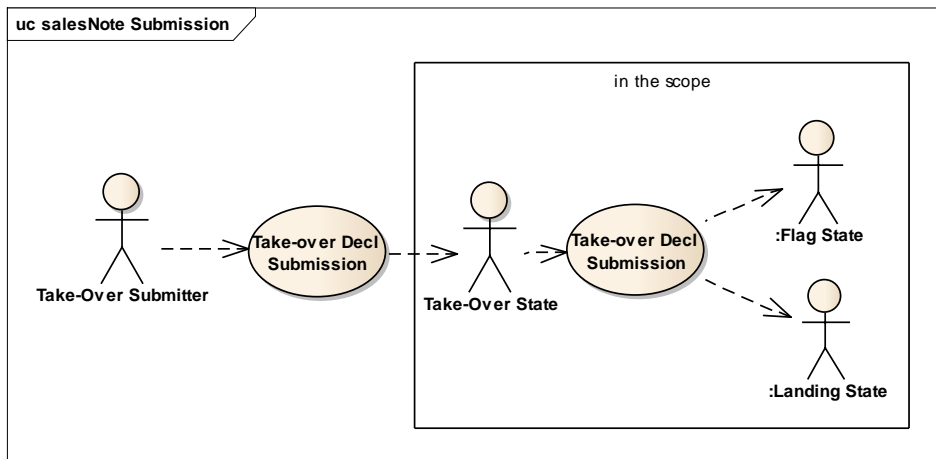 uc salesNote Submission
in the scope
Take-over Decl
Submission
Take-Over Submitter
Take-Over State
Take-over Decl
Submission
:Flag State
:Landing State